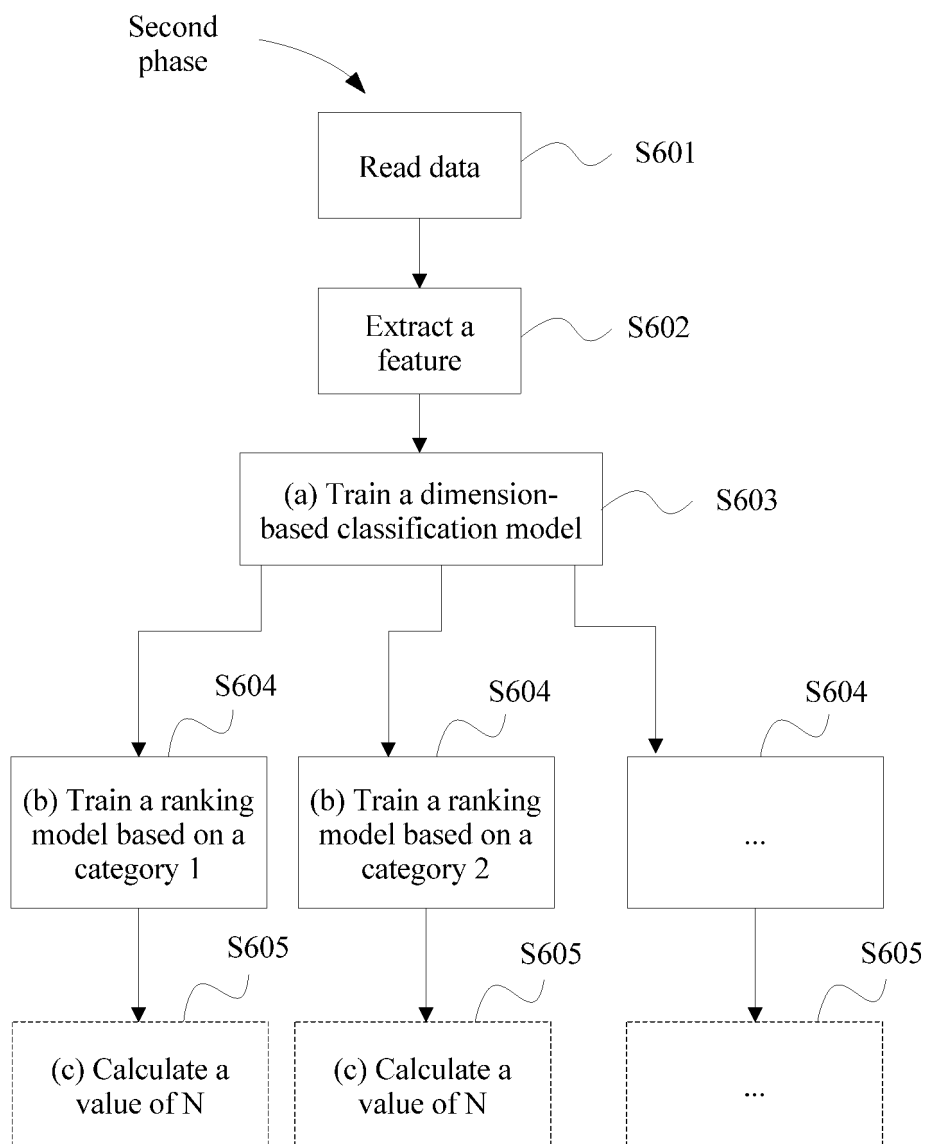 Second
phase
Read data
S601
Extract a
feature
S602
(a) Train a dimension-
based classification model
S603
S604
S604
S604
(b) Train a ranking
model based on a
category 1
(b) Train a ranking
model based on a
category 2
...
S605
S605
S605
(c) Calculate a
value of N
(c) Calculate a
value of N
...